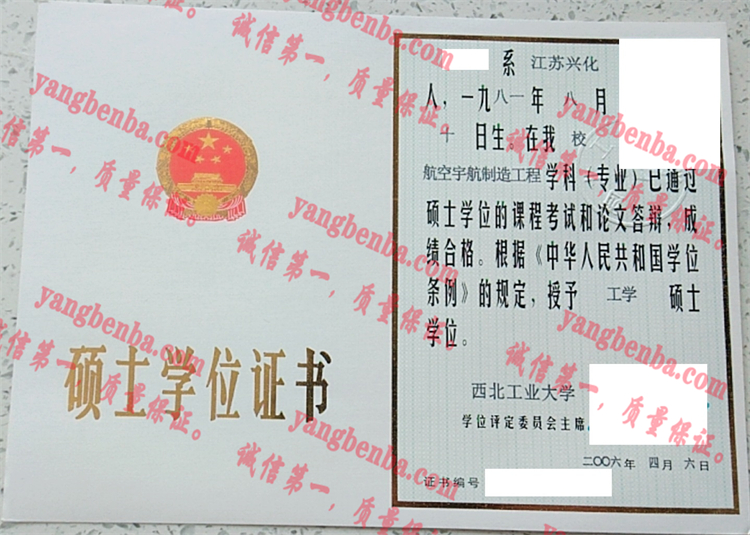 硕士学位证书
系 江苏兴化
人，一九八一年 八 月
十 日生。在我 校
航空宇航制造工程 学科（专业）已通过
硕士学位的课程考试和论文答辩，成
绩合格。根据《中华人民共和国学位
条例》的规定，授予 工学 硕士
学位。
西北工业大学
学位评定委员会主席
二〇〇六年 四月 六日
证书编号
yangbenba.com
诚信第一，质量保证。